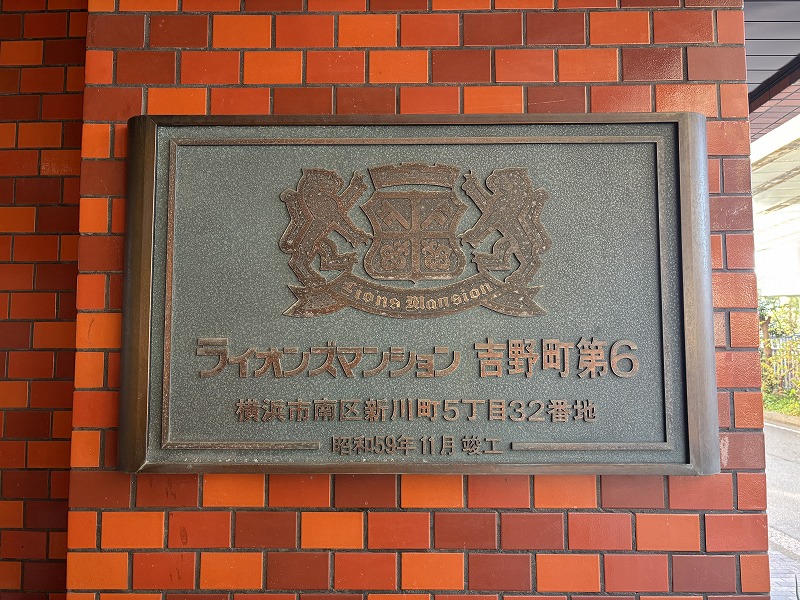 Lions Mansion
ライオンズマンション 吉野町第6
横浜市南区新川町5丁目32番地
昭和59年11月竣工